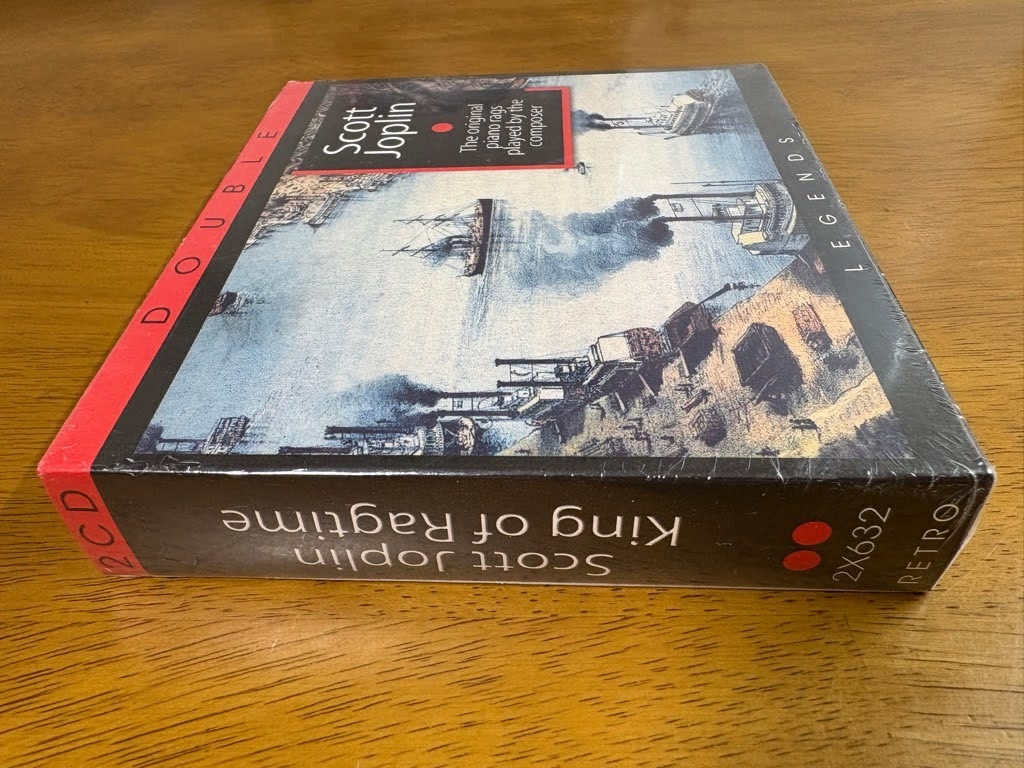 DOUBLE
Scott
Joplin
The original
piano rags
played by the
composer
LEGENDS
2CD
Scott Joplin
King of Ragtime
2X632
RETRO